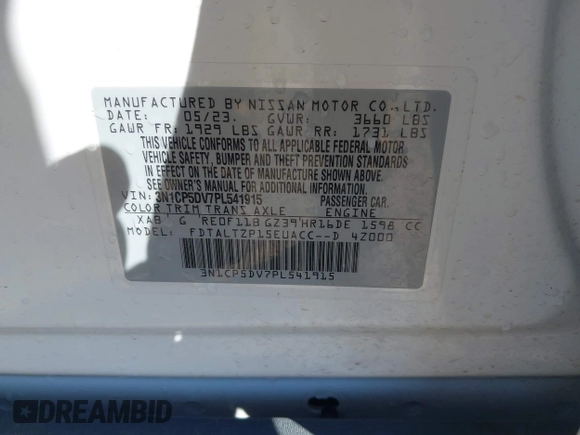 MANUFACTURED BY NISSAN MOTOR CO., LTD.
DATE: 05/23. GVWR: 3660 LBS
GAWR FR: 1929 LBS GAWR RR: 1731 LBS
THIS VEHICLE CONFORMS TO ALL APPLICABLE FEDERAL MOTOR
VEHICLE SAFETY, BUMPER AND THEFT PREVENTION STANDARDS
IN EFFECT ON THE DATE OF MANUFACTURE SHOWN ABOVE.
SEE OWNER'S MANUAL FOR ADDITIONAL INFORMATION.
VIN: 3N1CP5DV7PL541915 PASSENGER CAR.
COLOR TRIM TRANS AXLE ENGINE
XAB G RE0F11B GZ39 HR16DE 1598 CC
MODEL: FDTALTZP15EUACC--D 42000
3N1CP5DV7PL541915
DREAMBID